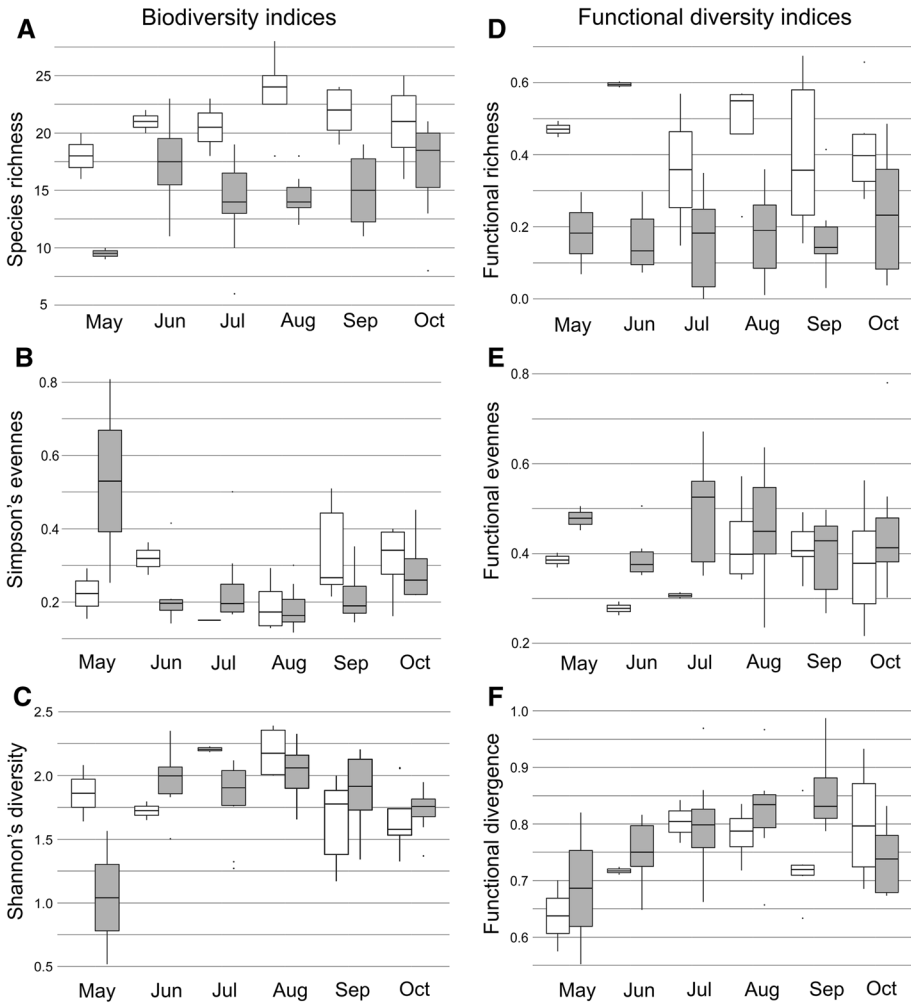 Biodiversity indices
Functional diversity indices
A
Species richness
25
20
15
10
5
May Jun Jul Aug Sep Oct
D
Functional richness
0.6
0.4
0.2
0.0
May Jun Jul Aug Sep Oct
B
Simpson's evennes
0.8
0.6
0.4
0.2
May Jun Jul Aug Sep Oct
E
Functional evennes
0.8
0.6
0.4
0.2
May Jun Jul Aug Sep Oct
C
Shannon's diversity
2.5
2.0
1.5
1.0
0.5
May Jun Jul Aug Sep Oct
F
Functional divergence
1.0
0.9
0.8
0.7
0.6
May Jun Jul Aug Sep Oct